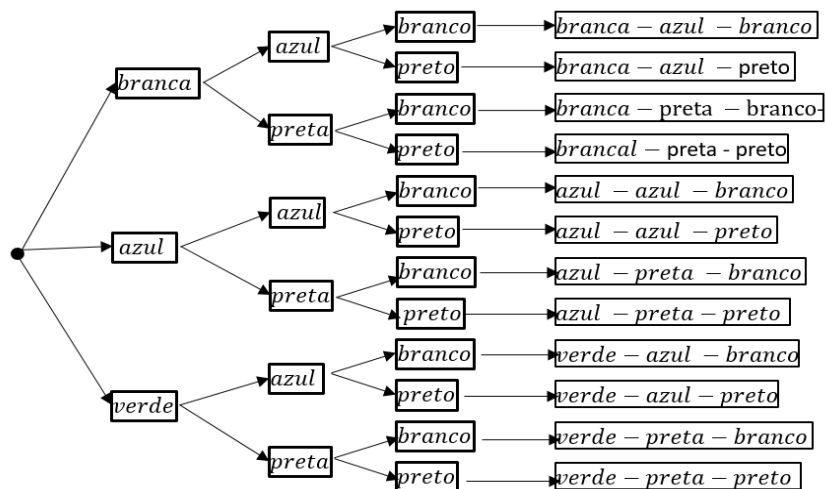 branco branca − azul − branco
azul
preto branca − azul − preto
branca
branco branca − preta − branco-
preta
preto brancal − preta - preto
branco azul − azul − branco
azul
preto azul − azul − preto
azul
branco azul − preta − branco
preta
preto azul − preta − preto
branco verde − azul − branco
azul
preto verde − azul − preto
verde
branco verde − preta − branco
preta
preto verde − preta − preto